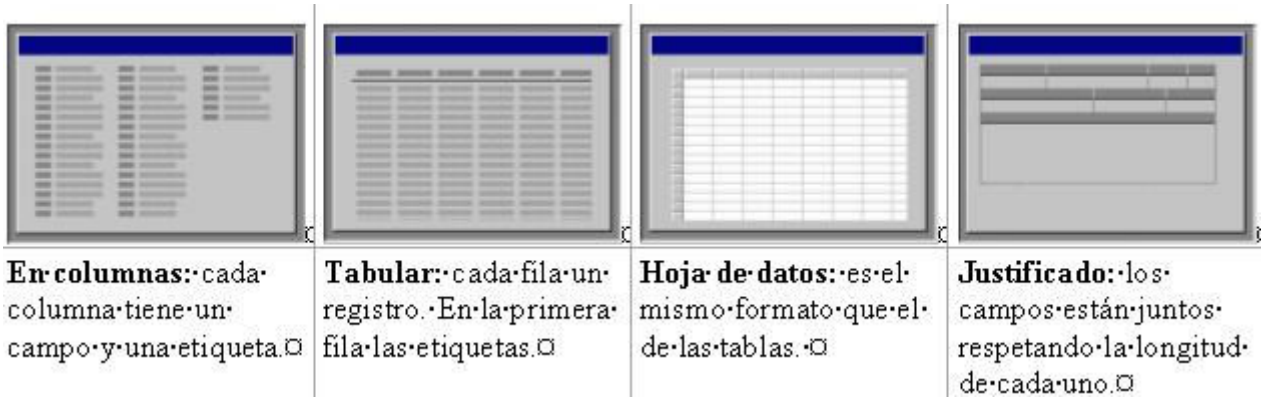 En columnas: cada
columna tiene un
campo y una etiqueta.
Tabular: cada fila un
registro. En la primera
fila las etiquetas.
Hoja de datos: es el
mismo formato que el
de las tablas.
Justificado: los
campos están juntos
respetando la longitud
de cada uno.